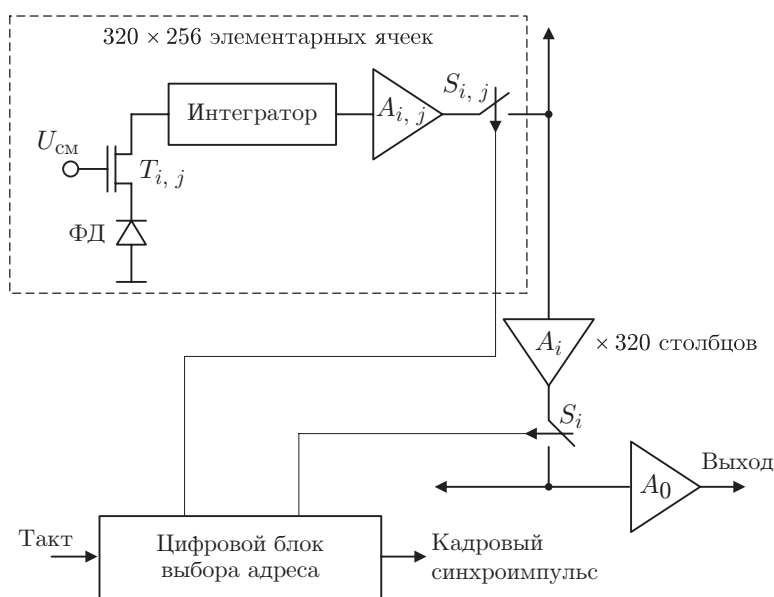 320 × 256 элементарных ячеек
S_{i, j}
Интегратор
A_{i, j}
U_{см}
T_{i, j}
ФД
A_i
× 320 столбцов
S_i
Выход
A_0
Такт
Цифровой блок
выбора адреса
Кадровый
синхроимпульс